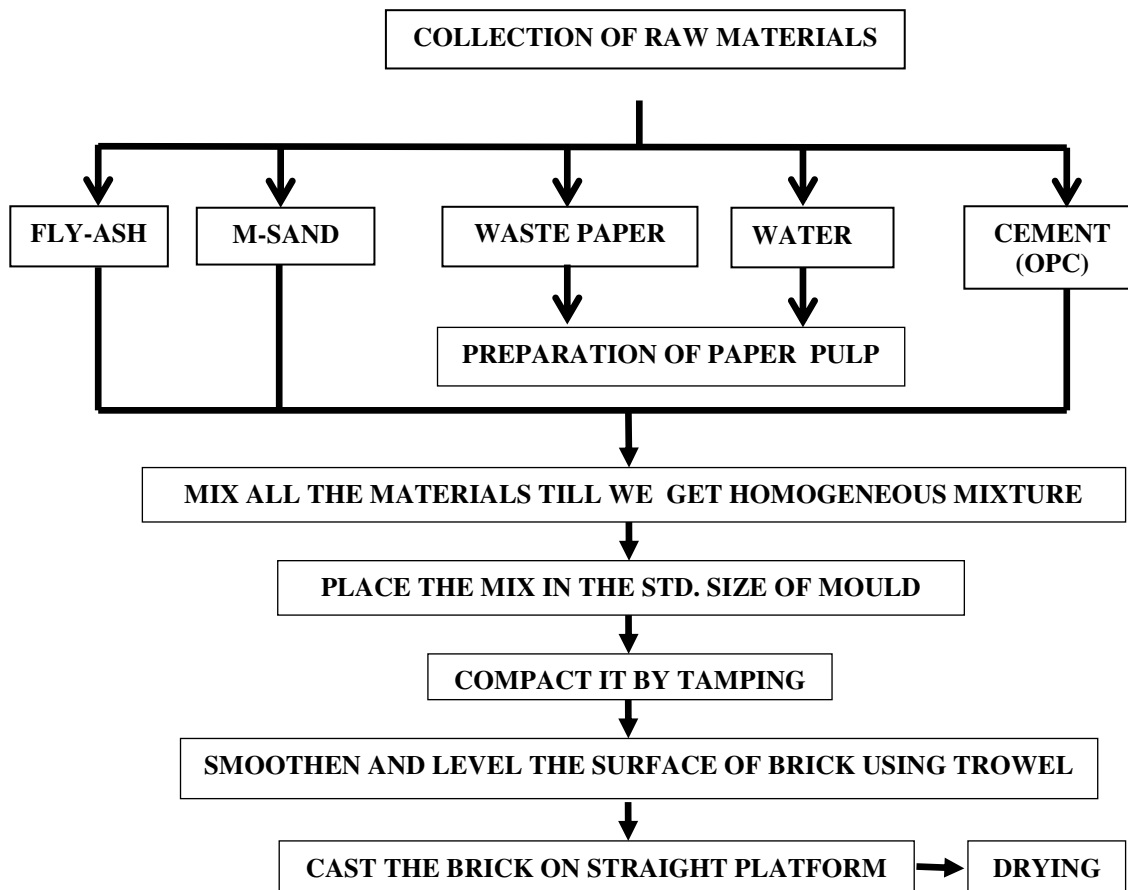 COLLECTION OF RAW MATERIALS
FLY-ASH
M-SAND
WASTE PAPER
WATER
CEMENT
(OPC)
PREPARATION OF PAPER PULP
MIX ALL THE MATERIALS TILL WE GET HOMOGENEOUS MIXTURE
PLACE THE MIX IN THE STD. SIZE OF MOULD
COMPACT IT BY TAMPING
SMOOTHEN AND LEVEL THE SURFACE OF BRICK USING TROWEL
CAST THE BRICK ON STRAIGHT PLATFORM
DRYING